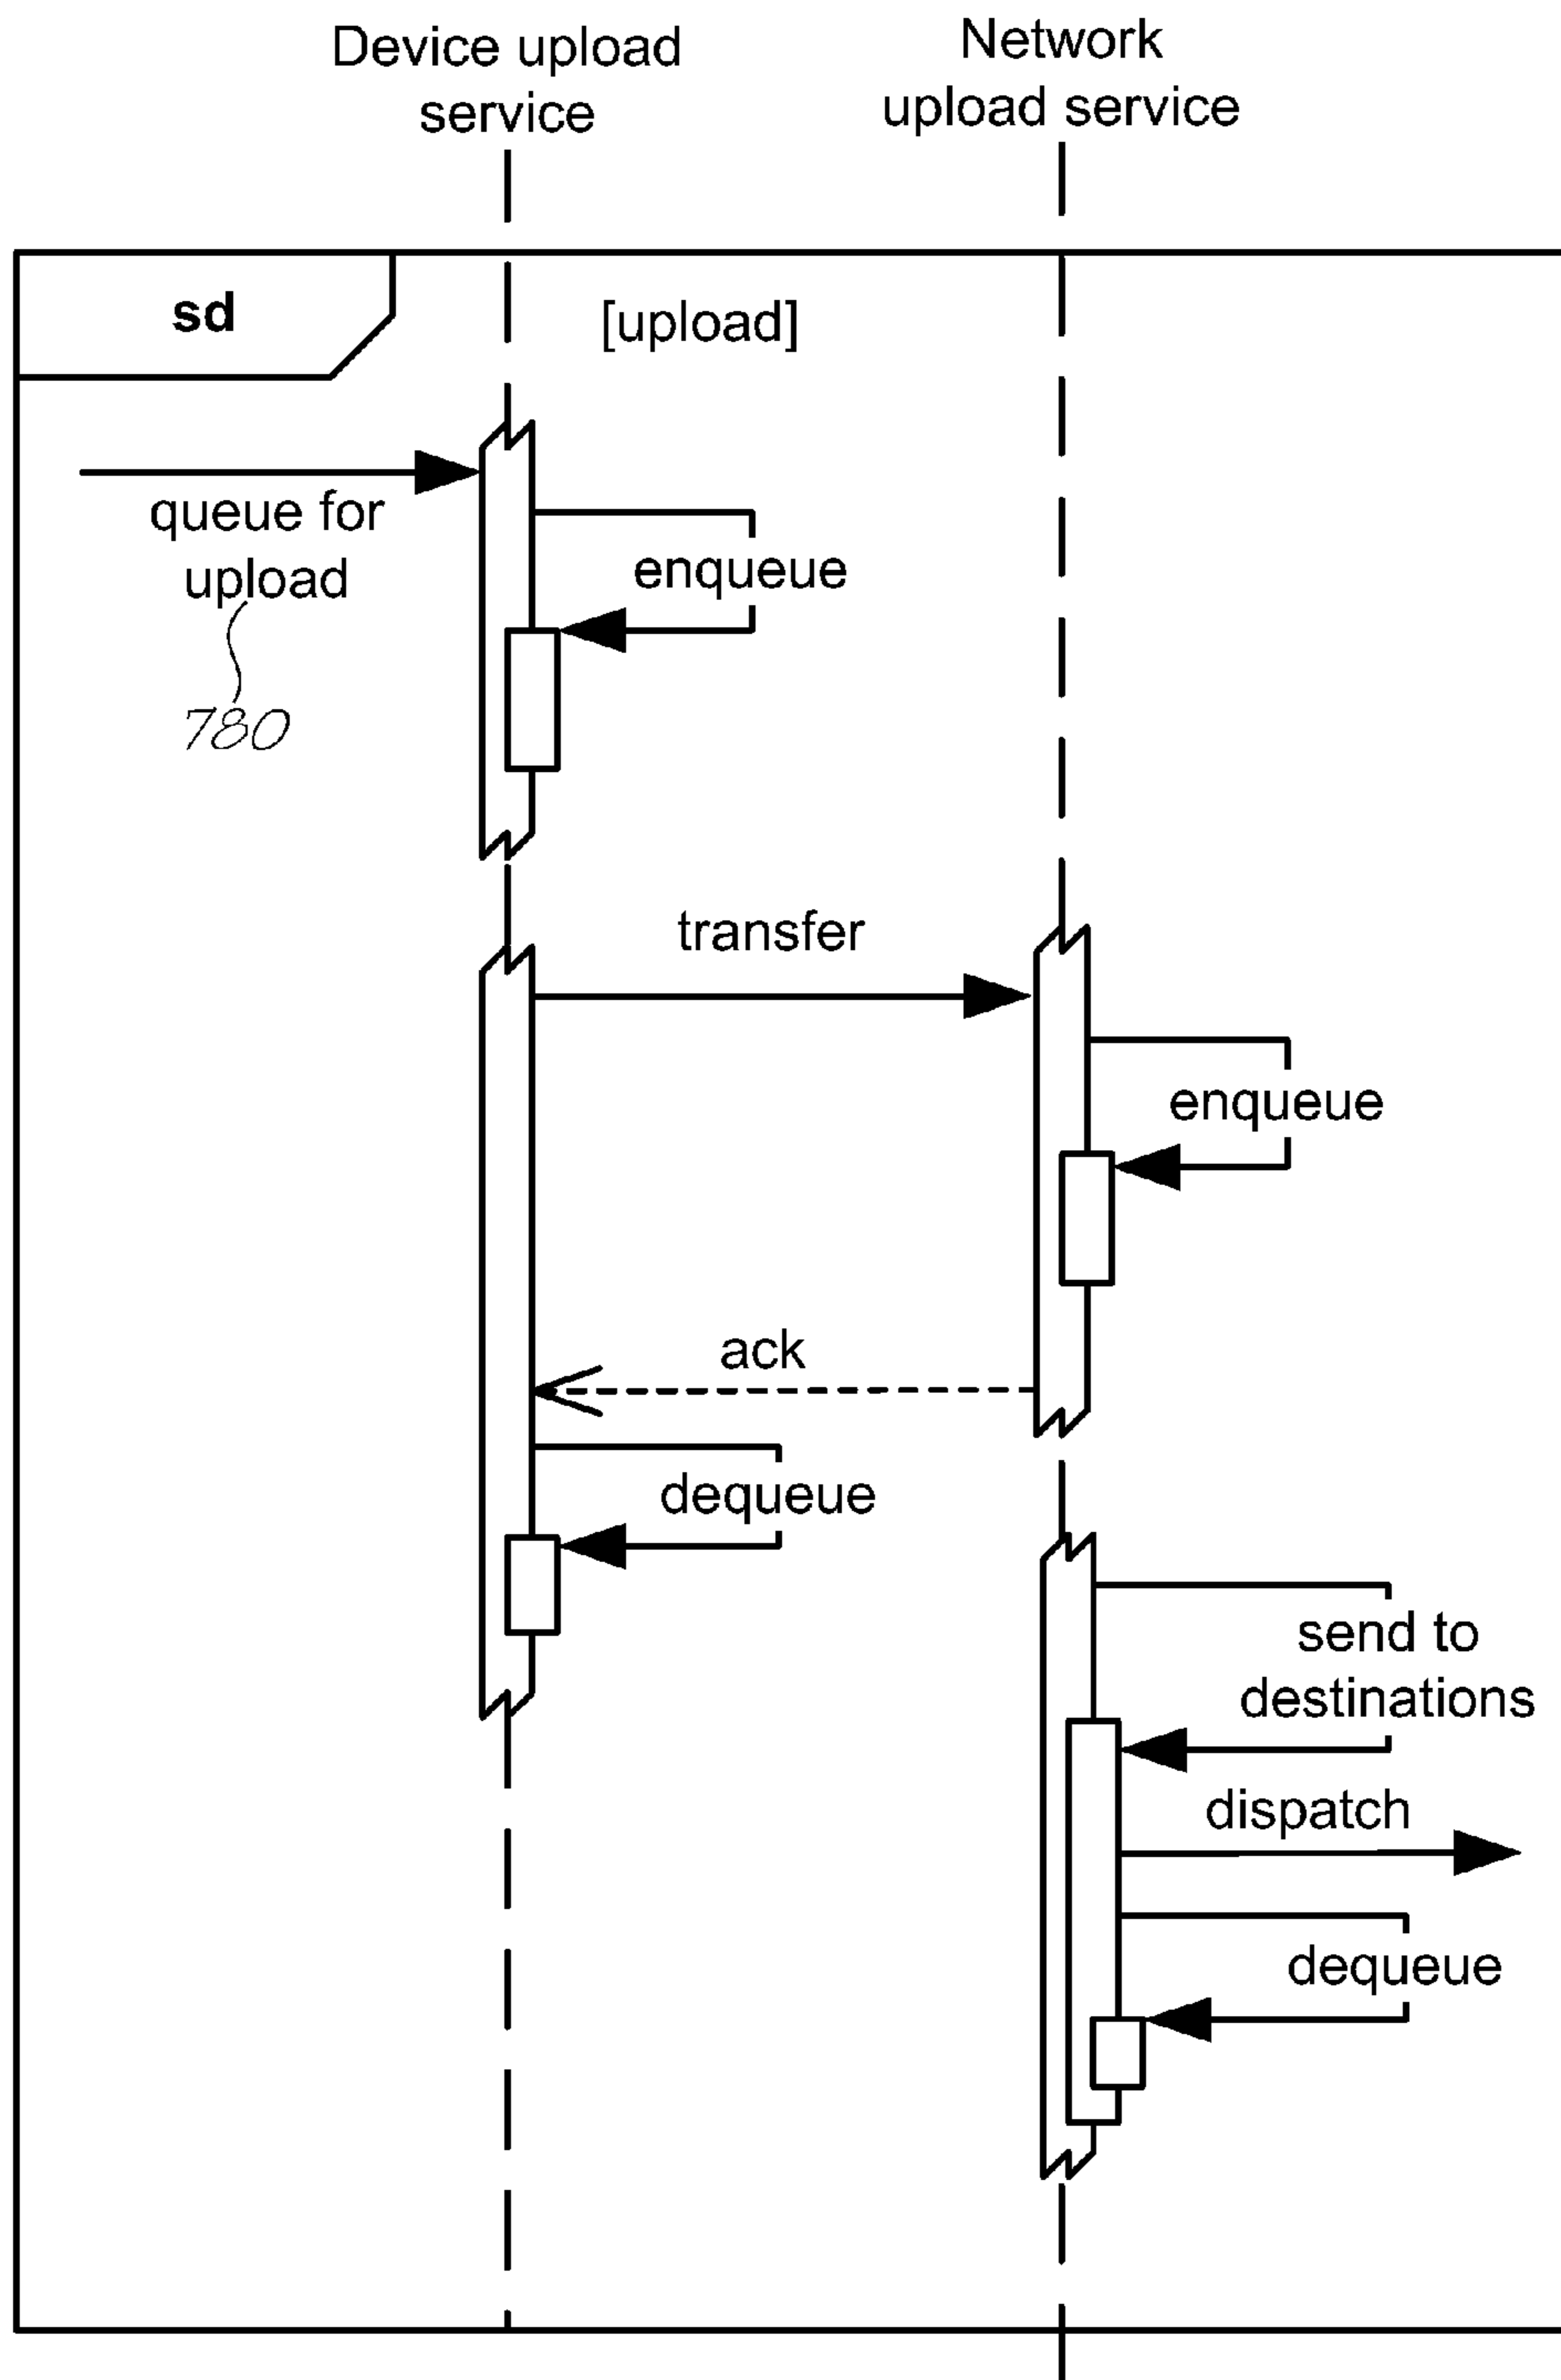 Device upload
service
Network
upload service
sd
[upload]
queue for
upload
780
enqueue
transfer
enqueue
ack
dequeue
send to
destinations
dispatch
dequeue